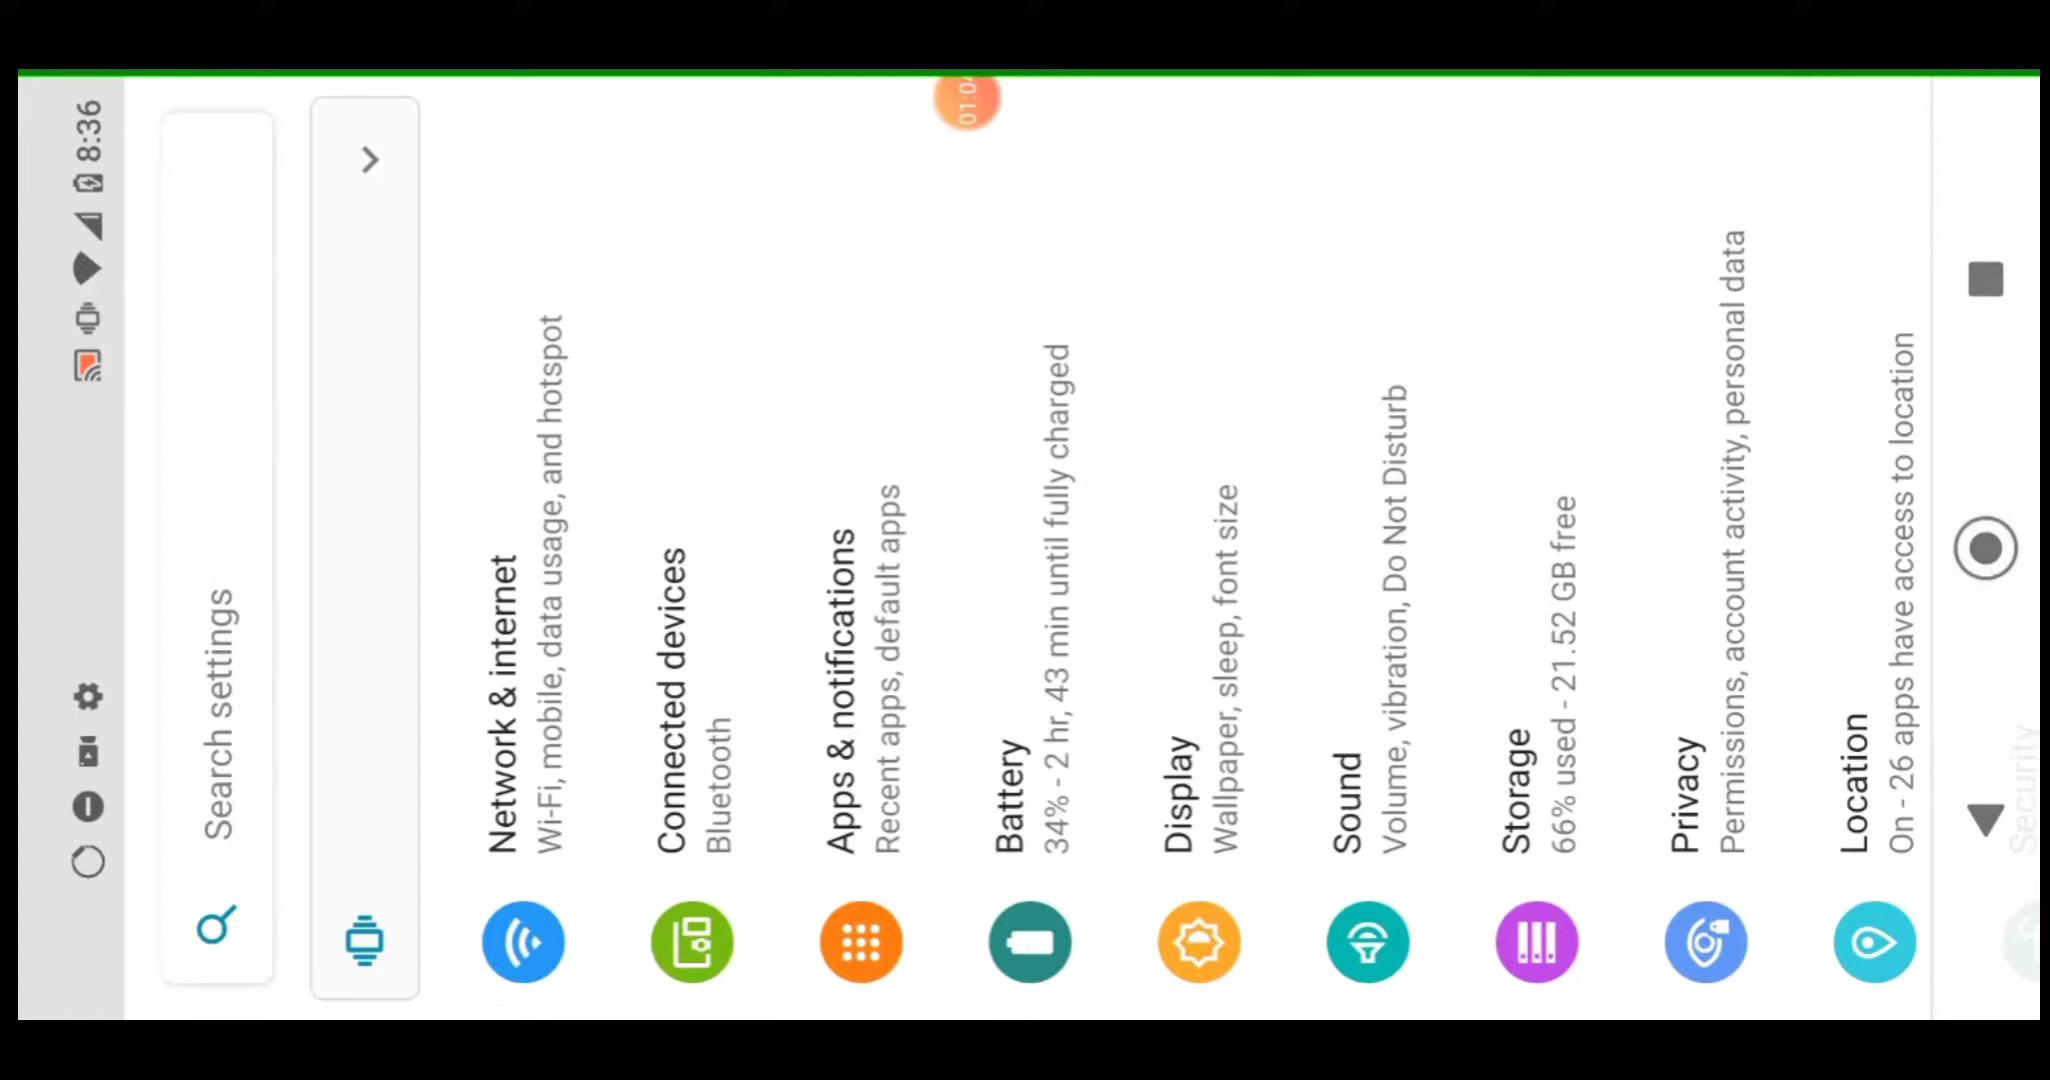 8:36
Search settings
Network & internet
Wi-Fi, mobile, data usage, and hotspot
Connected devices
Bluetooth
Apps & notifications
Recent apps, default apps
Battery
34% - 2 hr, 43 min until fully charged
Display
Wallpaper, sleep, font size
Sound
Volume, vibration, Do Not Disturb
Storage
66% used - 21.52 GB free
Privacy
Permissions, account activity, personal data
Location
On - 26 apps have access to location
Security